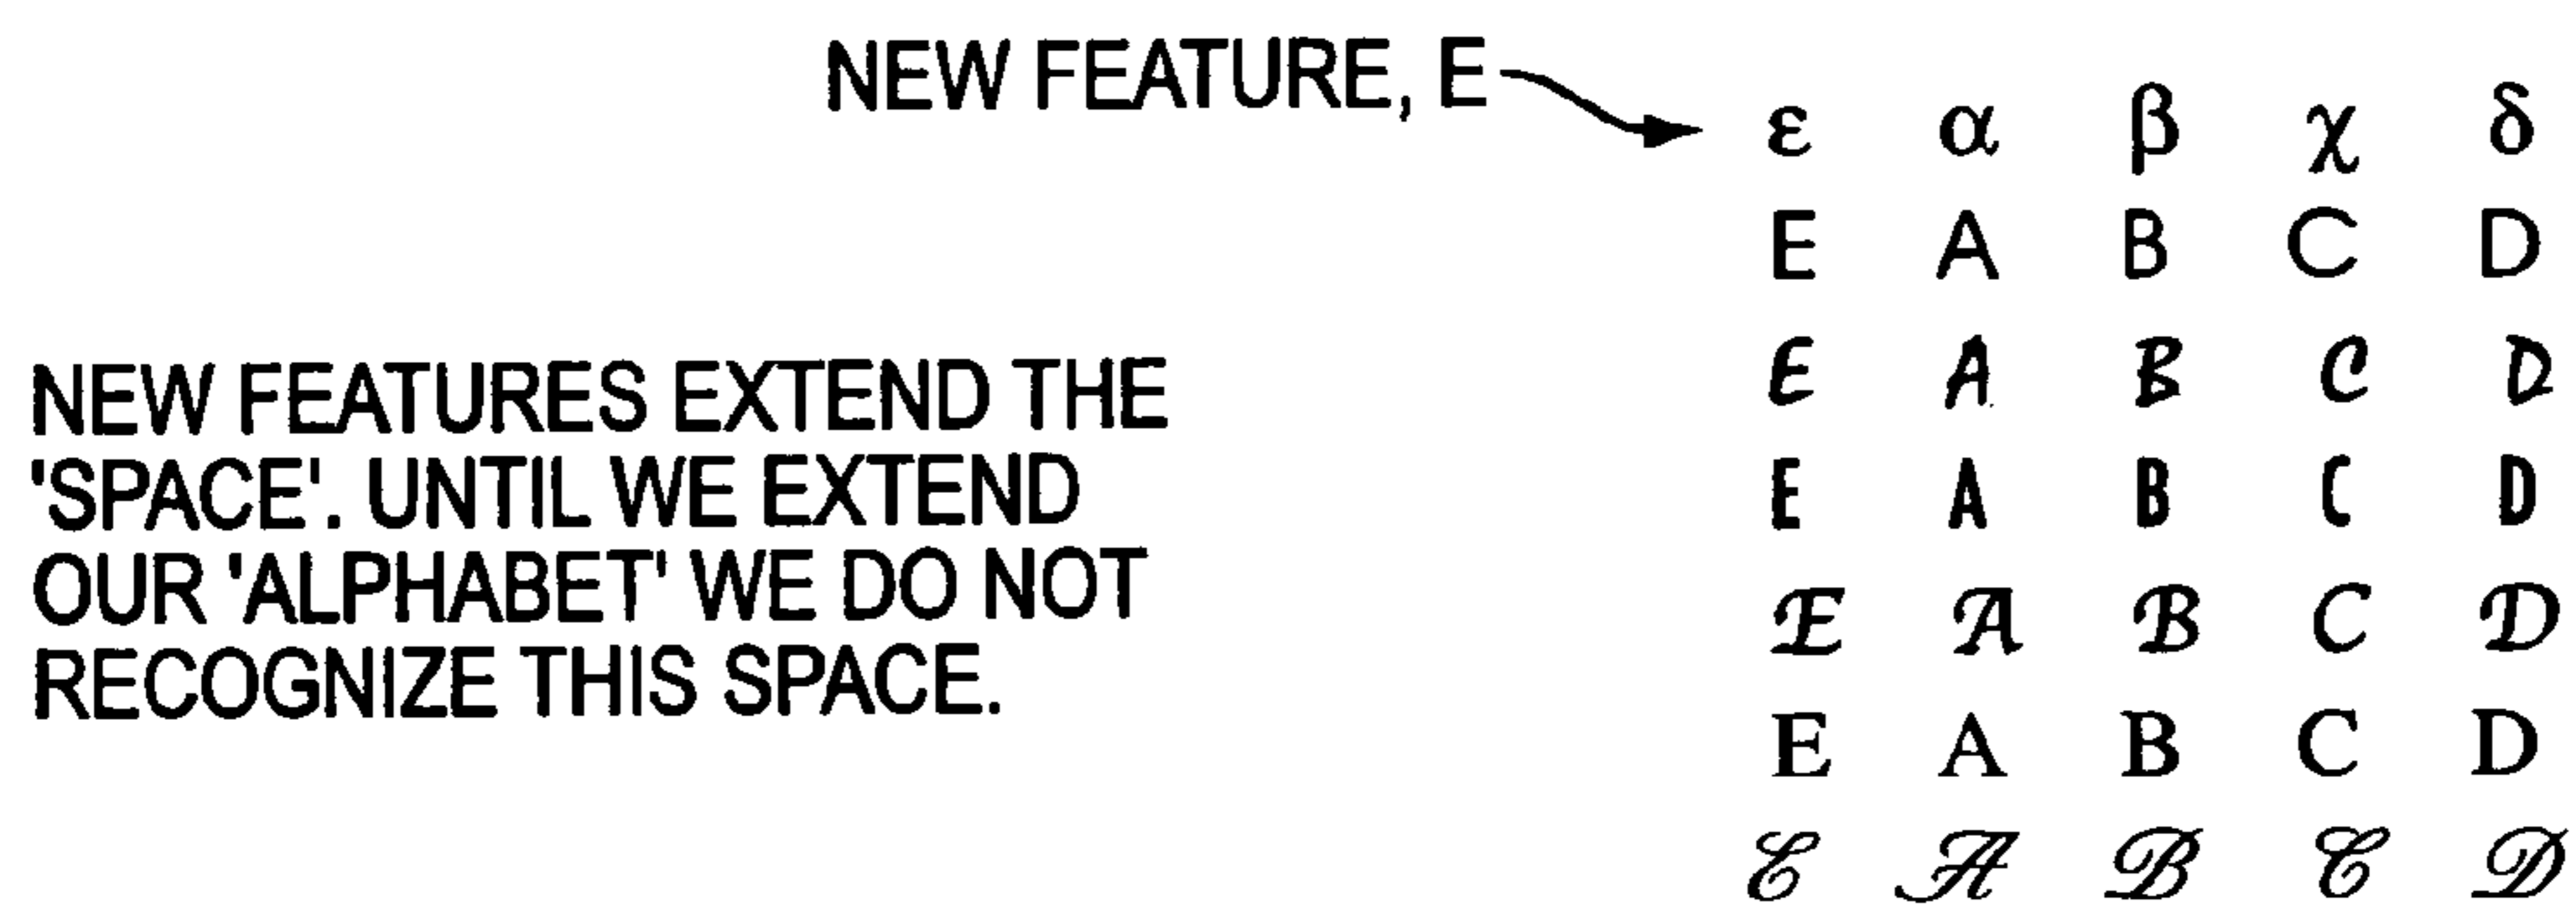 NEW FEATURE, E
ε α β χ δ
E A B C D
E A B C D
NEW FEATURES EXTEND THE
'SPACE'. UNTIL WE EXTEND
OUR 'ALPHABET' WE DO NOT
RECOGNIZE THIS SPACE.
E A B C D
E A B C D
E A B C D
E A B C D